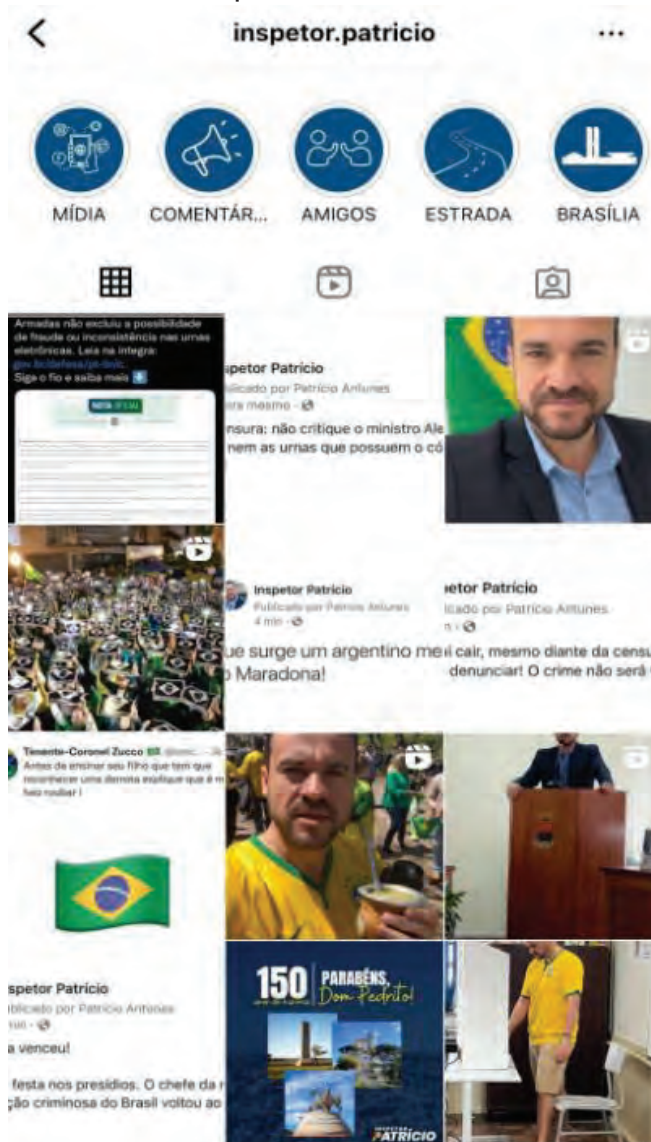 inspetor.patricio
MÍDIA
COMENTÁR...
AMIGOS
ESTRADA
BRASÍLIA
Armadas não excluiu a possibilidade
de fraude ou inconsistência nas urnas
eletrônicas. Leia na íntegra:
Siga o fio e saiba mais
NOTA OFICIAL
spetor Patrício
ublicado por Patrício Antunes
ora mesmo
nsura: não critique o ministro Ale
nem as urnas que possuem o có
Inspetor Patrício
Publicado por Patrício Antunes
4 min
ue surge um argentino me
o Maradona!
etor Patrício
licado por Patrício Antunes
i cair, mesmo diante da censu
denunciar! O crime não será
Tenente-Coronel Zucco
Antes de ensinar seu filho que tem que
reconhecer uma derrota explique que é m
feio roubar !
spetor Patrício
ublicado por Patrício Antunes
a venceu!
festa nos presídios. O chefe da
ção criminosa do Brasil voltou ao
150
PARABÉNS,
Dom Pedrito!
INSPETOR
PATRÍCIO